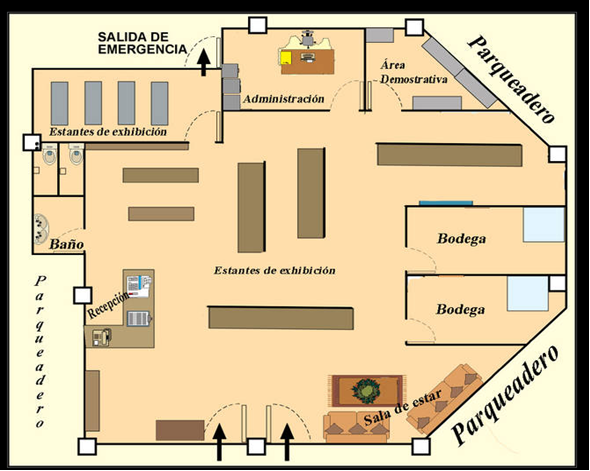 SALIDA DE
EMERGENCIA
Parqueadero
Área
Demostrativa
Administración
Estantes de exhibición
Baño
Bodega
Estantes de exhibición
Parqueadero
Recepción
Bodega
Sala de estar
Parqueadero